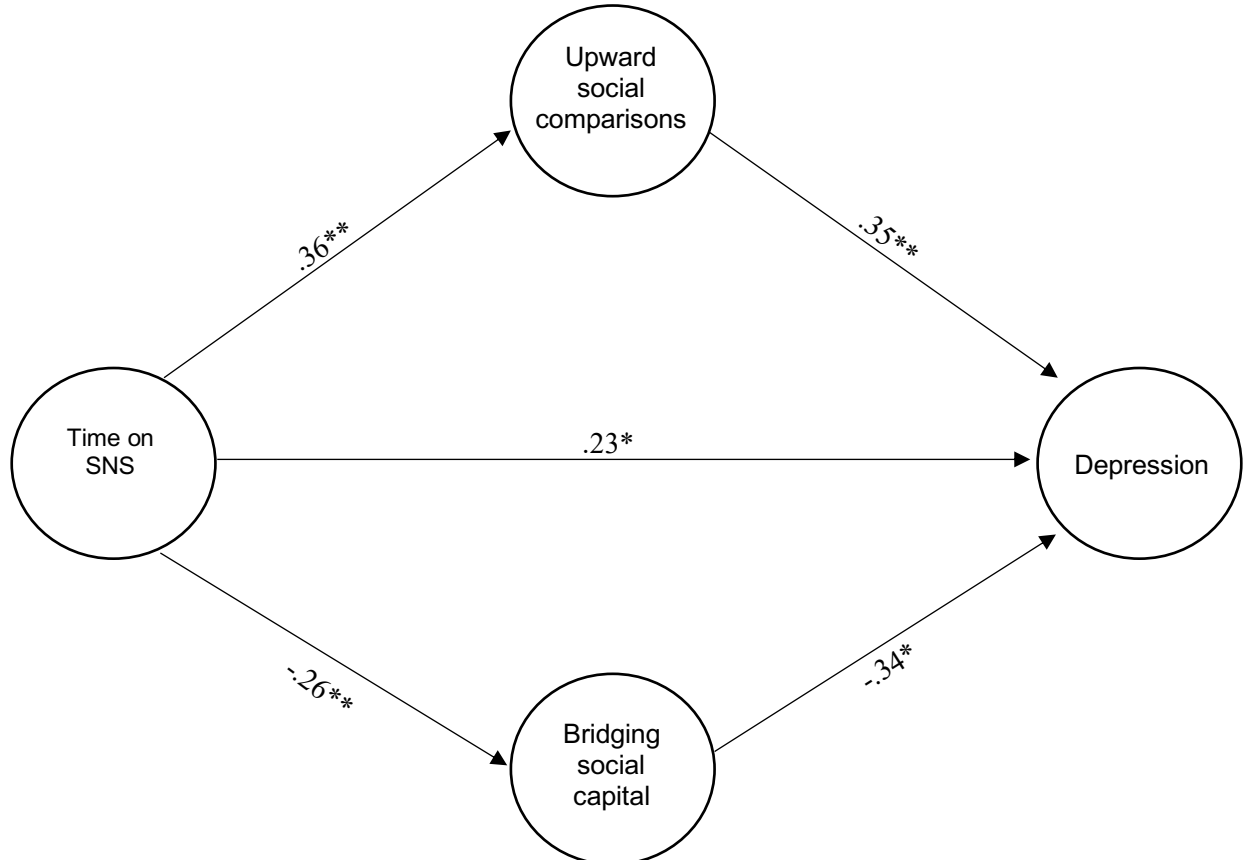 Upward
social
comparisons
.36**
.35**
Time on
SNS
.23*
Depression
-.26**
-.34*
Bridging
social
capital